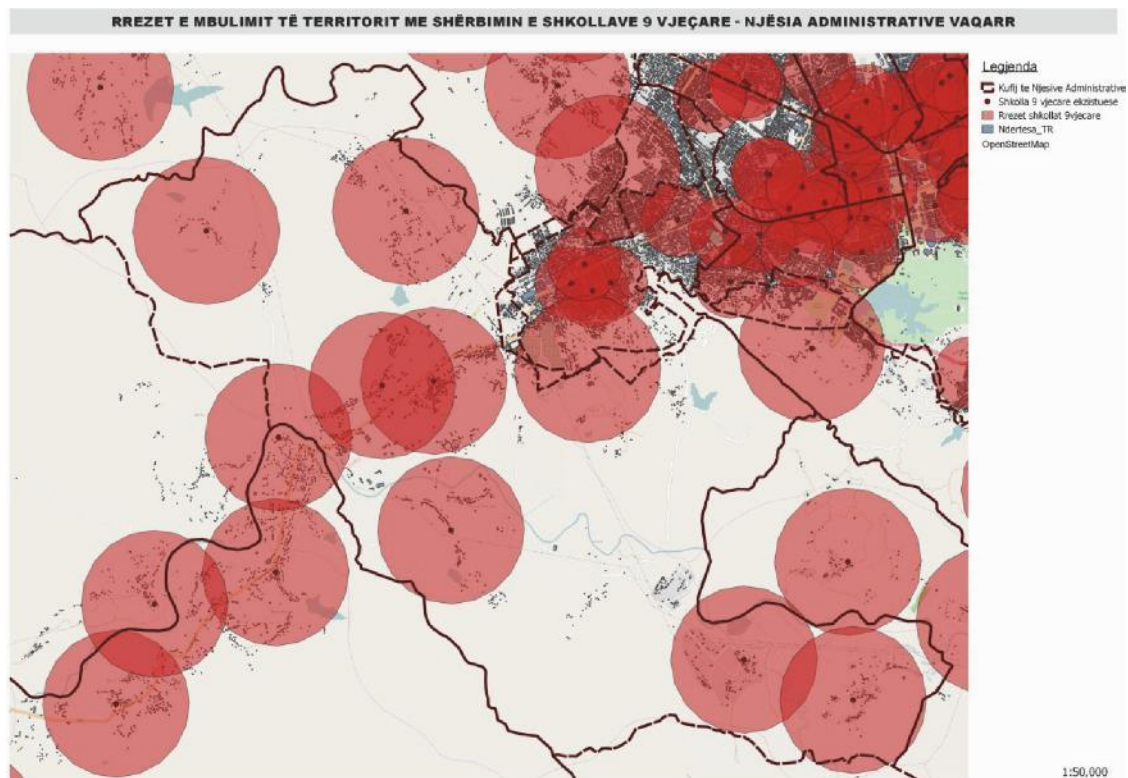 RREZET E MBULIMIT TË TERRITORIT ME SHËRBIMIN E SHKOLLAVE 9 VJEÇARE - NJËSIA ADMINISTRATIVE VAQARR
Legjenda
Kufij te Njesive Administrative
Shkolla 9 vjecare ekzistuese
Rrezet shkollat 9vjecare
Ndertesa_TR
OpenStreetMap
1:50,000